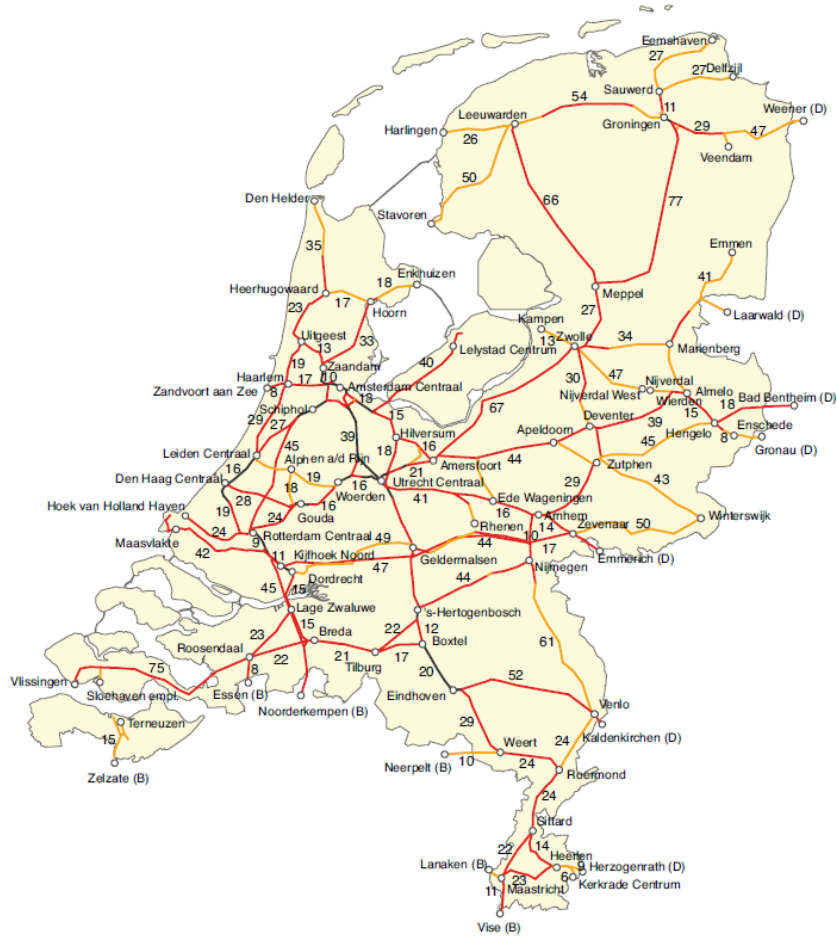 Eemshaven
27
27
Delfzijl
Sauwerd
54
11
Weener (D)
Leeuwarden
Groningen
29
47
Harlingen
26
Veendam
50
77
Den Helder
66
Stavoren
35
Emmen
Enkhuizen
18
41
Heerhugowaard
17
Meppel
23
Hoorn
27
Laarwald (D)
Kampen
Uitgeest
33
13
Zwolle
34
13
Lelystad Centrum
Marienberg
19
Zaandam
40
Haarlem
17
10
47
Nijverdal
Zandvoort aan Zee
8
Amsterdam Centraal
30
Nijverdal West
Almelo
18
Bad Bentheim (D)
13
Wierden
Schiphol
15
67
15
29
27
Deventer
39
Enschede
39
Hilversum
Apeldoorn
45
Hengelo
8
45
18
16
Gronau (D)
Leiden Centraal
Alphen a/d Rijn
21
Amersfoort
44
16
19
Zutphen
Den Haag Centraal
16
Utrecht Centraal
29
43
18
Woerden
28
41
Ede Wageningen
Hoek van Holland Haven
19
16
16
Arnhem
Gouda
24
Rhenen
14
Zevenaar
50
Winterswijk
24
Rotterdam Centraal
Maasvlakte
9
49
44
10
42
Kijfhoek Noord
Geldermalsen
17
Emmerich (D)
11
47
Nijmegen
Dordrecht
44
45
15
Lage Zwaluwe
's-Hertogenbosch
15
22
12
23
Breda
Boxtel
61
Roosendaal
21
17
75
22
Tilburg
20
52
8
Vlissingen
Sloehaven empl.
Essen (B)
Eindhoven
Noorderkempen (B)
Venlo
Terneuzen
29
Kaldenkirchen (D)
15
Weert
24
Neerpelt (B)
10
24
Roermond
Zelzate (B)
24
Sittard
22
14
Heerlen
Lanaken (B)
9
Herzogenrath (D)
23
6
Kerkrade Centrum
11
Maastricht
Vise (B)